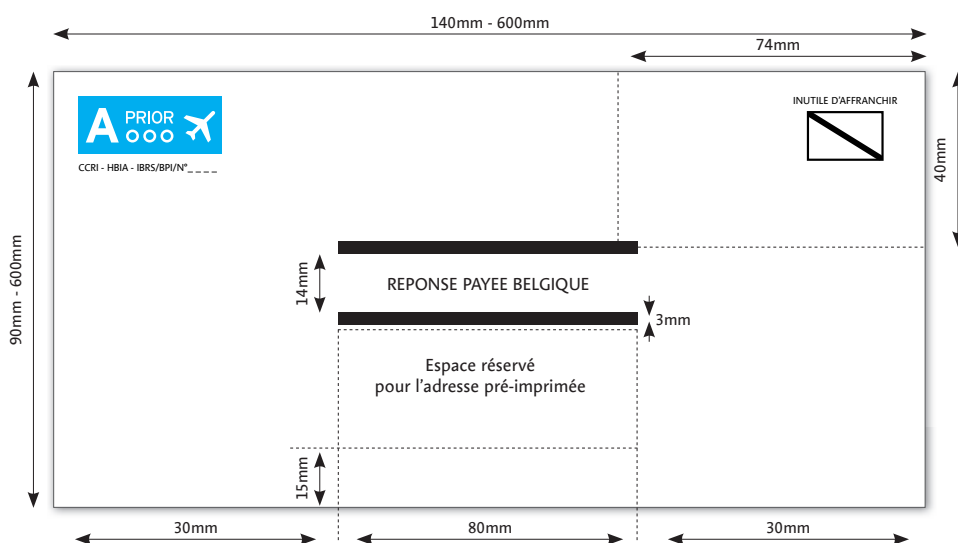 140mm - 600mm
74mm
A PRIOR
INUTILE D'AFFRANCHIR
CCRI - HBIA - IBRS/BPI/N°_ _ _ _
40mm
90mm - 600mm
14mm
REPONSE PAYEE BELGIQUE
3mm
Espace réservé
pour l'adresse pré-imprimée
15mm
30mm
80mm
30mm